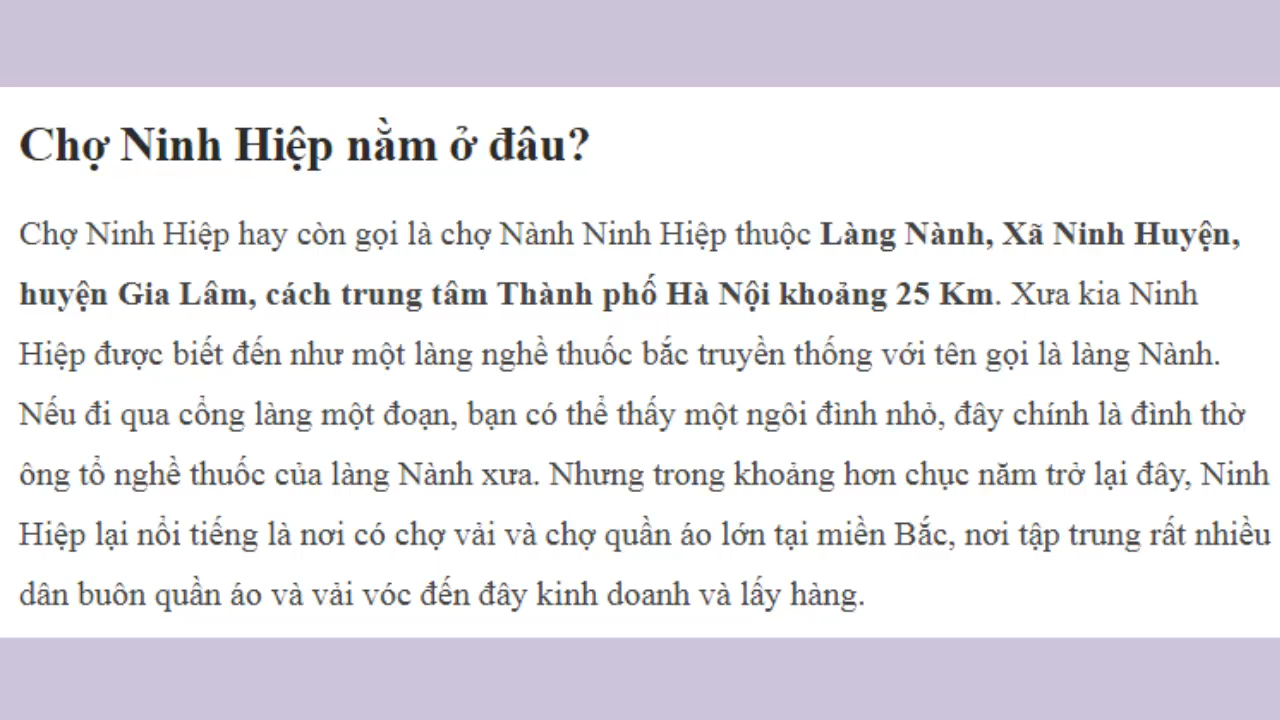 Chợ Ninh Hiệp nằm ở đâu?
Chợ Ninh Hiệp hay còn gọi là chợ Nành Ninh Hiệp thuộc Làng Nành, Xã Ninh Huyện,
huyện Gia Lâm, cách trung tâm Thành phố Hà Nội khoảng 25 Km. Xưa kia Ninh
Hiệp được biết đến như một làng nghề thuốc bắc truyền thống với tên gọi là làng Nành.
Nếu đi qua cổng làng một đoạn, bạn có thể thấy một ngôi đình nhỏ, đây chính là đình thờ
ông tổ nghề thuốc của làng Nành xưa. Nhưng trong khoảng hơn chục năm trở lại đây, Ninh
Hiệp lại nổi tiếng là nơi có chợ vải và chợ quần áo lớn tại miền Bắc, nơi tập trung rất nhiều
dân buôn quần áo và vải vóc đến đây kinh doanh và lấy hàng.